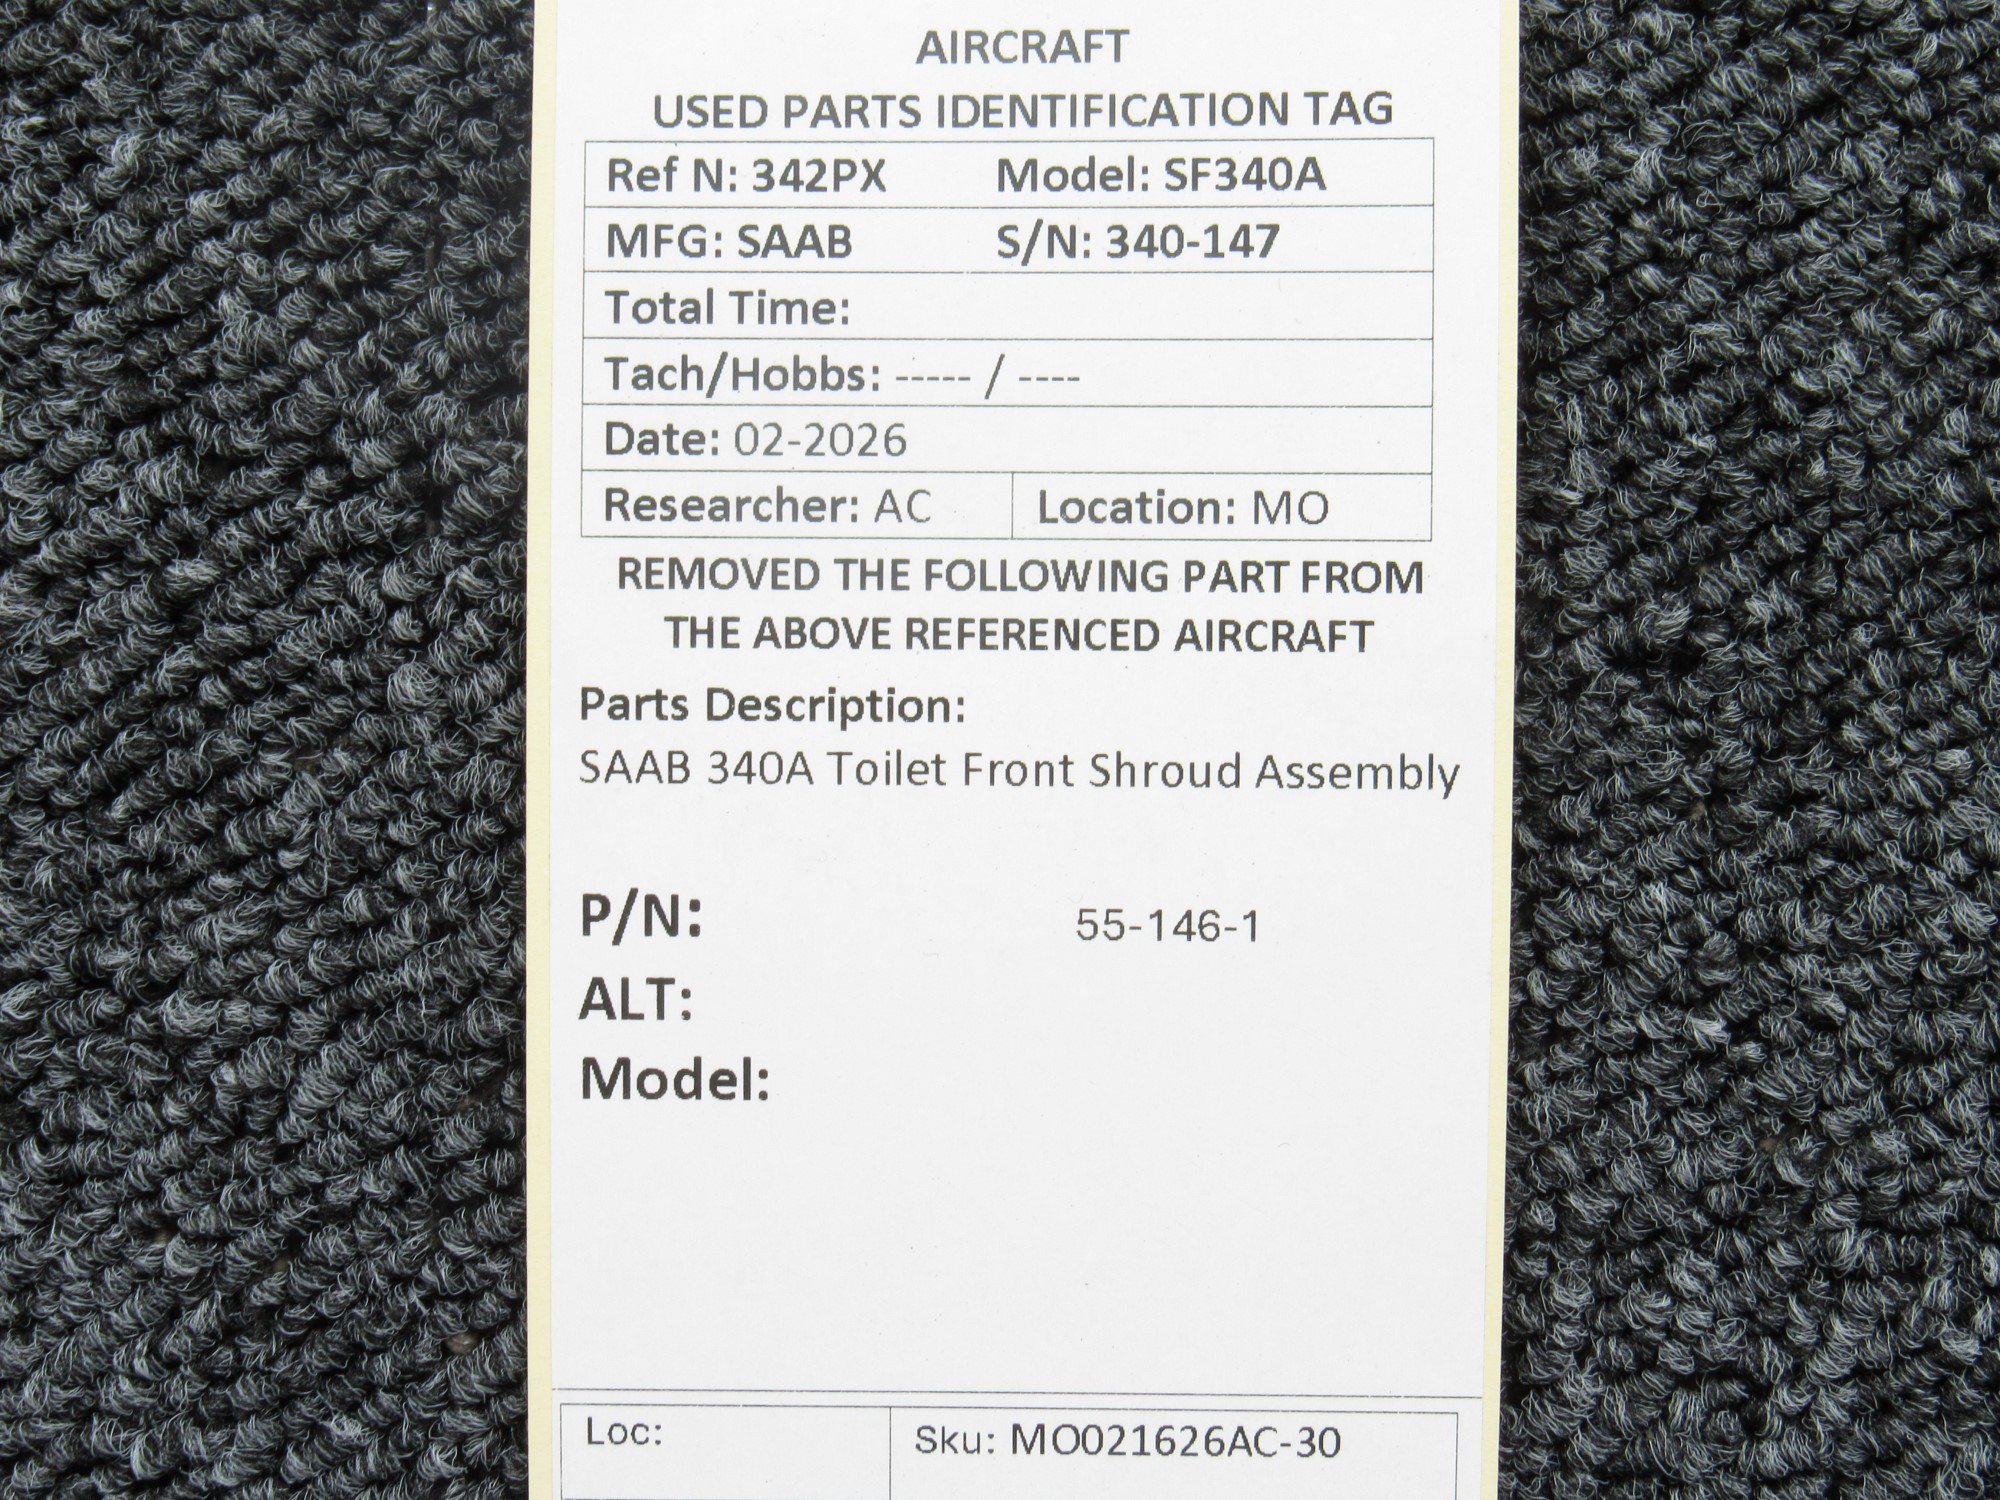 AIRCRAFT
USED PARTS IDENTIFICATION TAG
Ref N: 342PX Model: SF340A
MFG: SAAB S/N: 340-147
Total Time:
Tach/Hobbs: ----- / ----
Date: 02-2026
Researcher: AC Location: MO
REMOVED THE FOLLOWING PART FROM
THE ABOVE REFERENCED AIRCRAFT
Parts Description:
SAAB 340A Toilet Front Shroud Assembly
P/N: 55-146-1
ALT:
Model:
Loc: Sku: MO021626AC-30